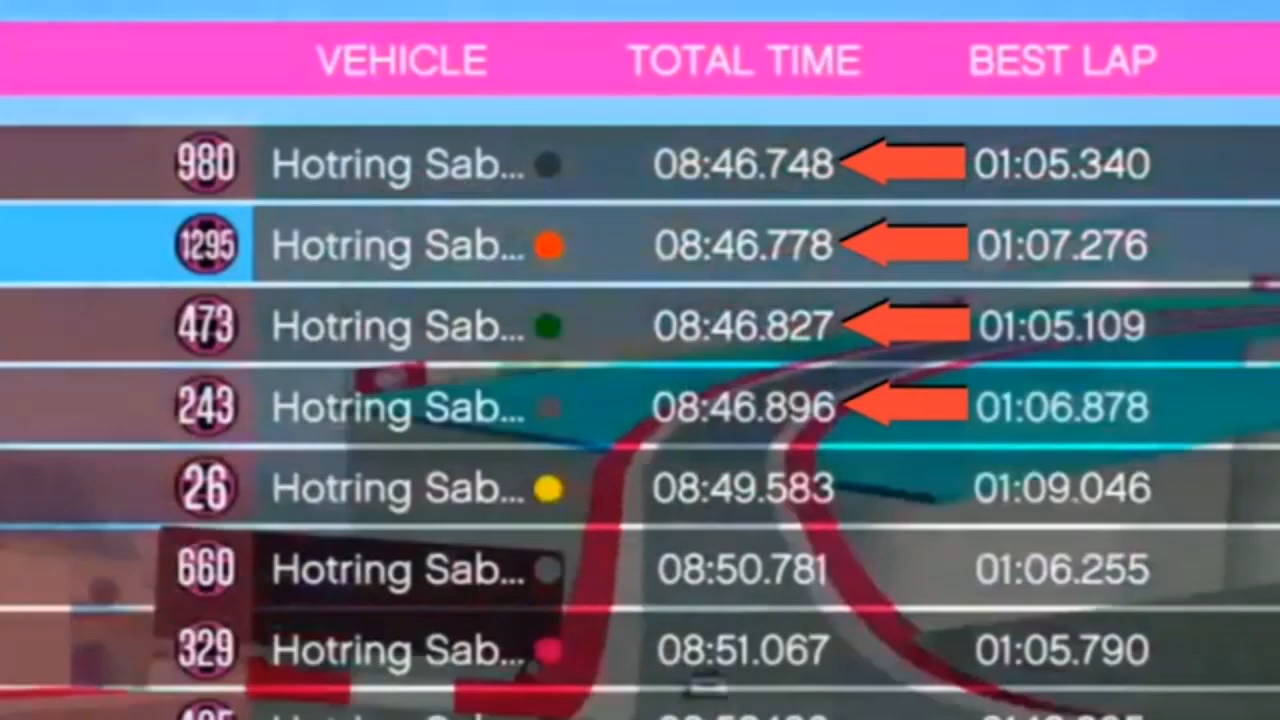 VEHICLE TOTAL TIME BEST LAP
980 Hotring Sab... 08:46.748 01:05.340
1295 Hotring Sab... 08:46.778 01:07.276
473 Hotring Sab... 08:46.827 01:05.109
243 Hotring Sab... 08:46.896 01:06.878
26 Hotring Sab... 08:49.583 01:09.046
660 Hotring Sab... 08:50.781 01:06.255
329 Hotring Sab... 08:51.067 01:05.790